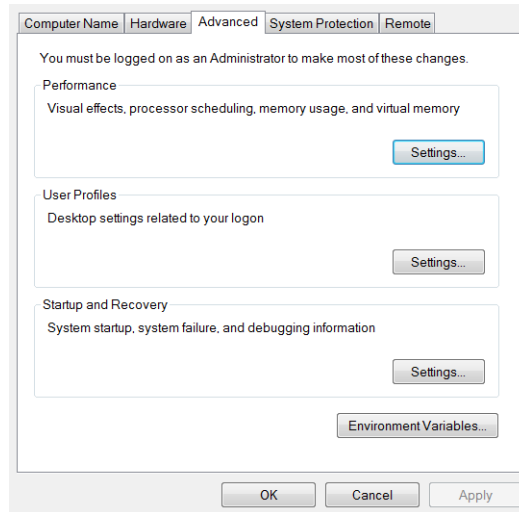 Computer Name Hardware Advanced System Protection Remote
You must be logged on as an Administrator to make most of these changes.
Performance
Visual effects, processor scheduling, memory usage, and virtual memory
Settings...
User Profiles
Desktop settings related to your logon
Settings...
Startup and Recovery
System startup, system failure, and debugging information
Settings...
Environment Variables...
OK Cancel Apply